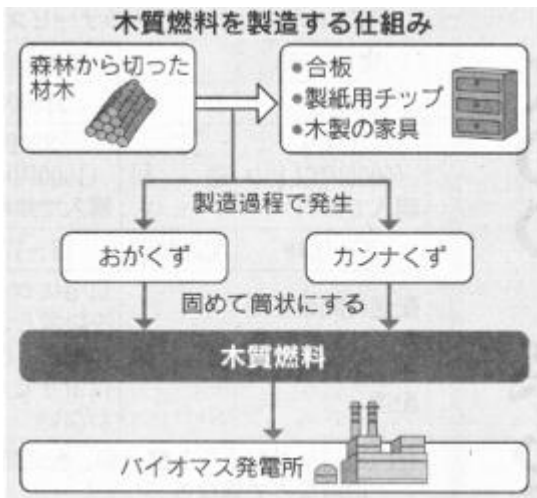 木質燃料を製造する仕組み
森林から切った
材木
●合板
●製紙用チップ
●木製の家具
製造過程で発生
おがくず
カンナくず
固めて筒状にする
木質燃料
バイオマス発電所